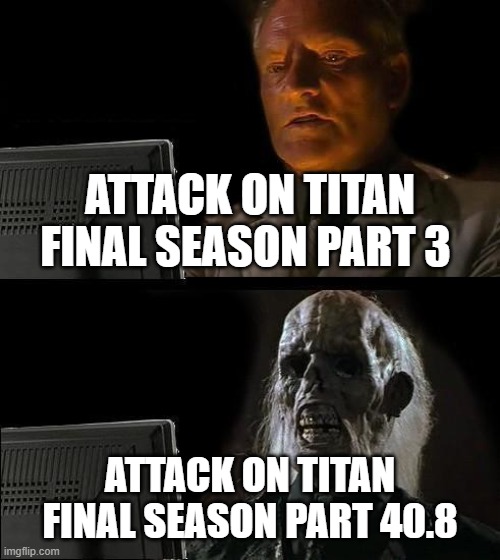 ATTACK ON TITAN
FINAL SEASON PART 3
ATTACK ON TITAN
FINAL SEASON PART 40.8
imgflip.com